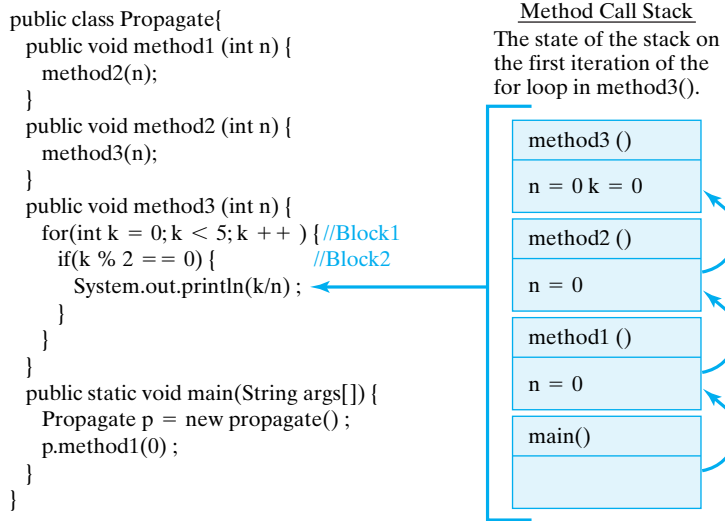 public class Propagate{
public void method1 (int n) {
method2(n);
}
public void method2 (int n) {
method3(n);
}
public void method3 (int n) {
for(int k = 0; k < 5; k ++ ) { //Block1
if(k % 2 == 0) { //Block2
System.out.println(k/n) ;
}
}
}
public static void main(String args[]) {
Propagate p = new propagate() ;
p.method1(0) ;
}
}
Method Call Stack
The state of the stack on
the first iteration of the
for loop in method3().
method3 ()
n = 0 k = 0
method2 ()
n = 0
method1 ()
n = 0
main()